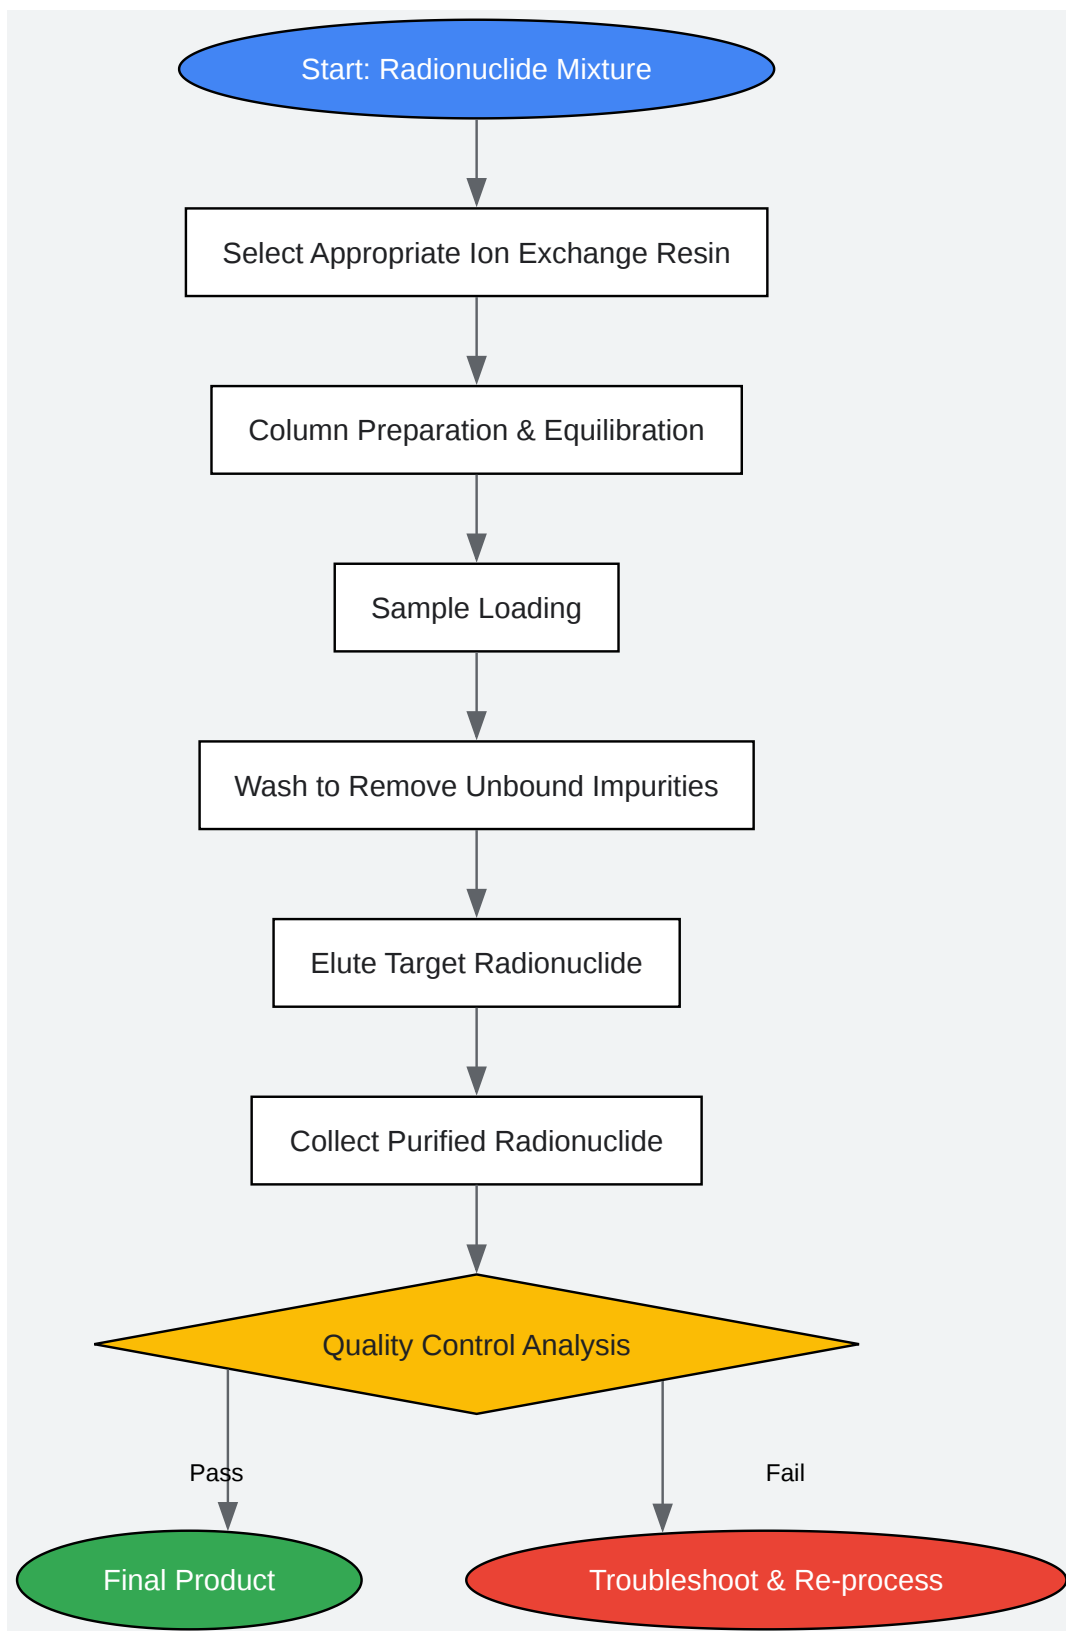 Start: Radionuclide Mixture
Select Appropriate Ion Exchange Resin
Column Preparation & Equilibration
Sample Loading
Wash to Remove Unbound Impurities
Elute Target Radionuclide
Collect Purified Radionuclide
Quality Control Analysis
Pass
Fail
Final Product
Troubleshoot & Re-process